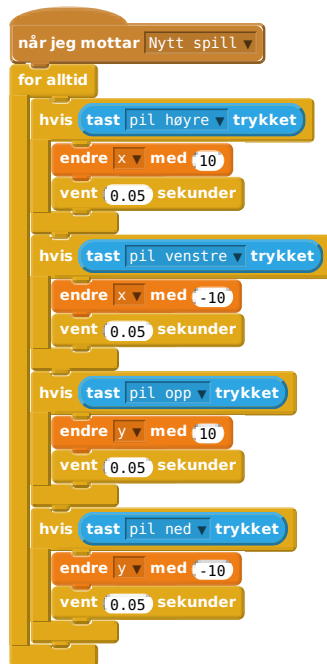 når jeg mottar Nytt spill
for alltid
hvis tast pil høyre trykket
endre x med 10
vent 0.05 sekunder
hvis tast pil venstre trykket
endre x med -10
vent 0.05 sekunder
hvis tast pil opp trykket
endre y med 10
vent 0.05 sekunder
hvis tast pil ned trykket
endre y med -10
vent 0.05 sekunder